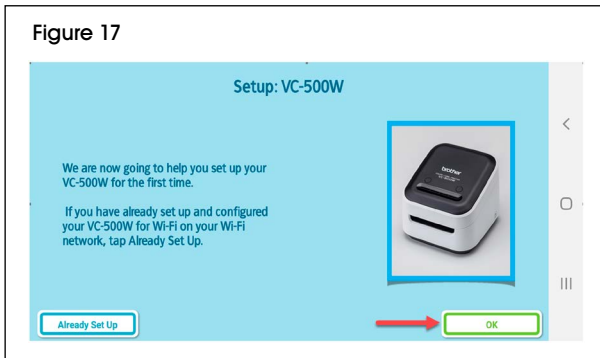 Figure 17
Setup: VC-500W
We are now going to help you set up your
VC-500W for the first time.
If you have already set up and configured
your VC-500W for Wi-Fi on your Wi-Fi
network, tap Already Set Up.
brother
Already Set Up
OK